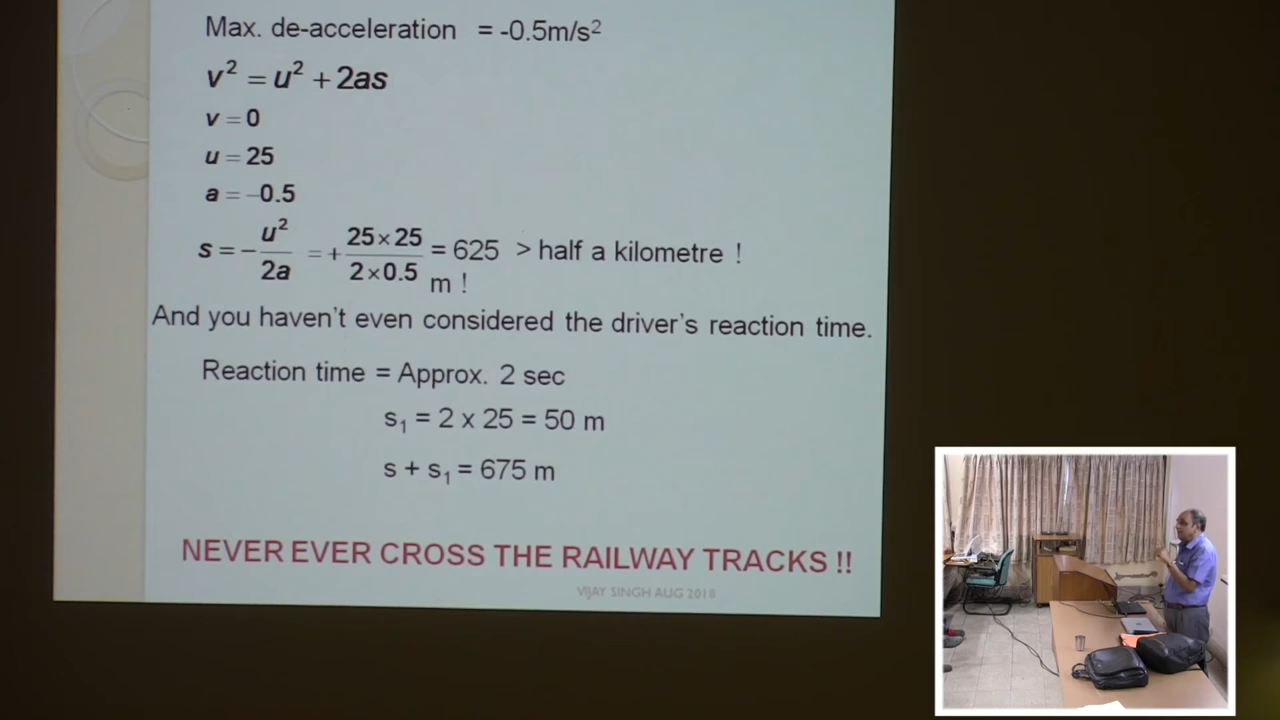 Max. de-acceleration = -0.5m/s²
v² = u² + 2as
v = 0
u = 25
a = −0.5
s = − u²/2a = + 25×25/2×0.5 = 625 m ! > half a kilometre !
And you haven't even considered the driver's reaction time.
Reaction time = Approx. 2 sec
s₁ = 2 x 25 = 50 m
s + s₁ = 675 m
NEVER EVER CROSS THE RAILWAY TRACKS !!
VIJAY SINGH AUG 2018